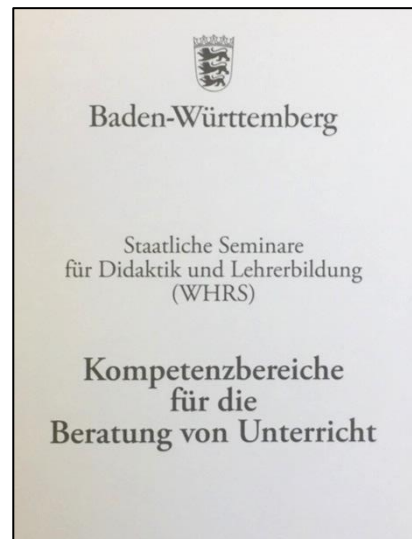 Baden-Württemberg
Staatliche Seminare
für Didaktik und Lehrerbildung
(WHRS)
Kompetenzbereiche
für die
Beratung von Unterricht